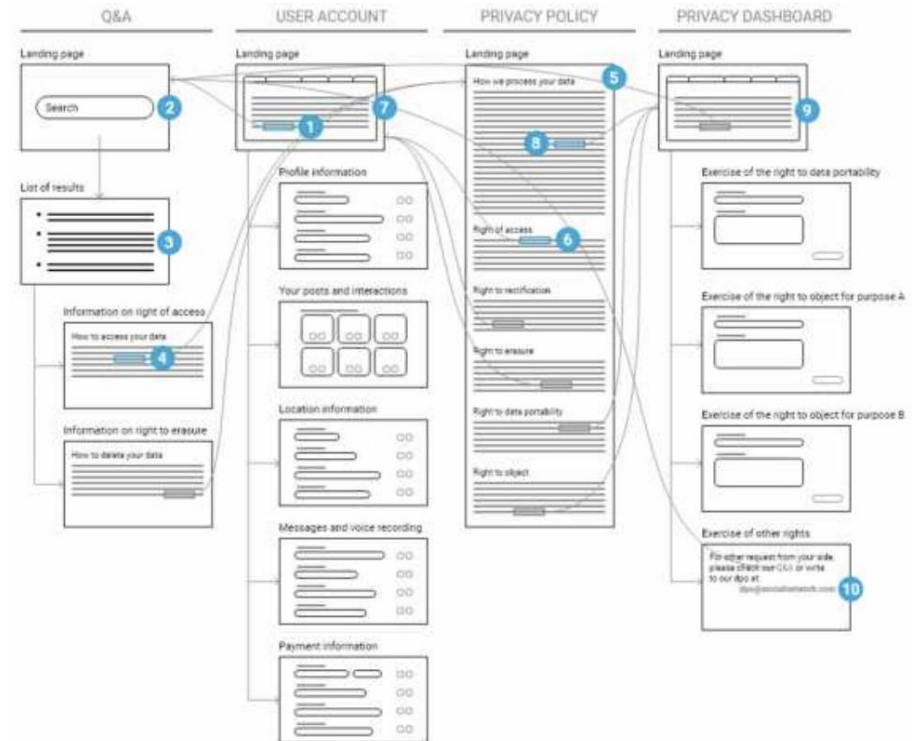 Q&A
USER ACCOUNT
PRIVACY POLICY
PRIVACY DASHBOARD
Landing page
Search
2
List of results
3
Information on right of access
How to access your data
4
Information on right to erasure
How to delete your data
Landing page
7
1
Profile information
Your posts and interactions
Location information
Messages and voice recording
Payment information
Landing page
How we process your data
5
8
Right of access
6
Right to rectification
Right to erasure
Right to data portability
Right to object
Landing page
9
Exercise of the right to data portability
Exercise of the right to object for purpose A
Exercise of the right to object for purpose B
Exercise of other rights
For other request from your side,
please check our Q&A or write
to our dpo at:
dpo@socialnetwork.com
10